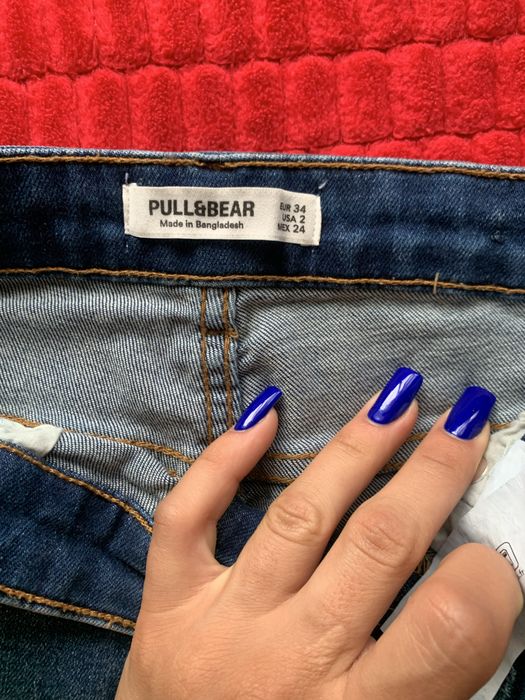 PULL&BEAR
Made in Bangladesh
EUR 34
USA 2
MEX 24